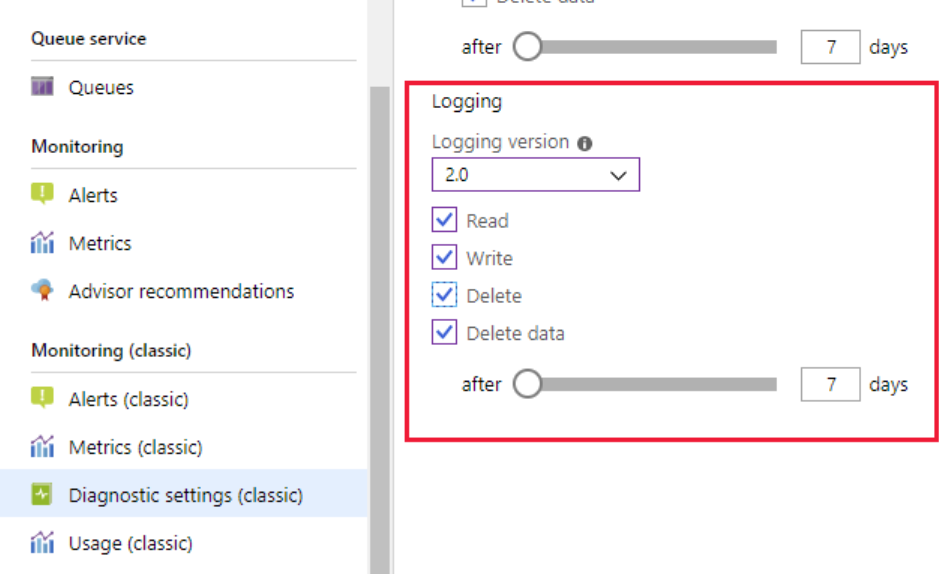 Queue service
Queues
Monitoring
Alerts
Metrics
Advisor recommendations
Monitoring (classic)
Alerts (classic)
Metrics (classic)
Diagnostic settings (classic)
Usage (classic)
Delete data
after 7 days
Logging
Logging version
2.0
Read
Write
Delete
Delete data
after 7 days